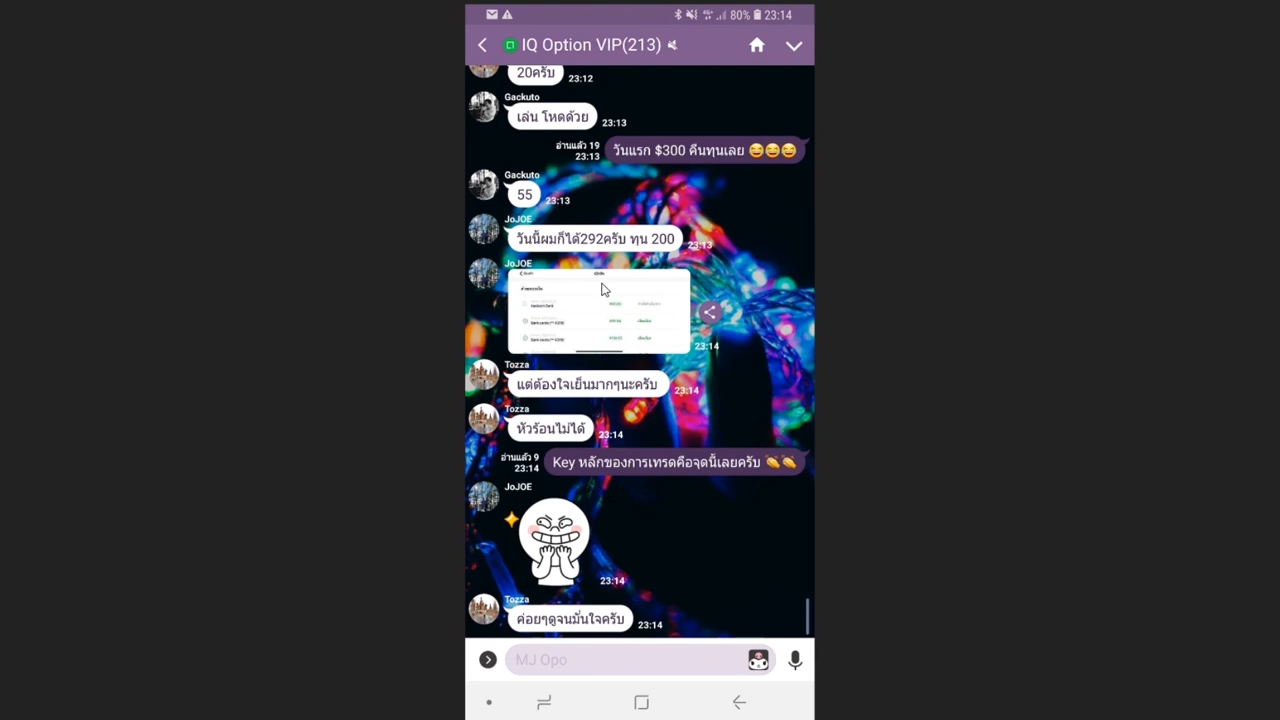 80% 23:14
IQ Option VIP(213)
20ครับ 23:12
Gackuto
เล่น โหดด้วย 23:13
อ่านแล้ว 19
23:13
วันแรก $300 คืนทุนเลย 😄😄😄
Gackuto
55 23:13
JoJOE
วันนี้ผมก็ได้292ครับ ทุน 200 23:13
JoJOE
23:14
Tozza
แต่ต้องใจเย็นมากๆนะครับ 23:14
Tozza
หัวร้อนไม่ได้ 23:14
อ่านแล้ว 9
23:14
Key หลักของการเทรดคือจุดนี้เลยครับ 👏👏
JoJOE
23:14
Tozza
ค่อยๆดูจนมั่นใจครับ 23:14
MJ Opo